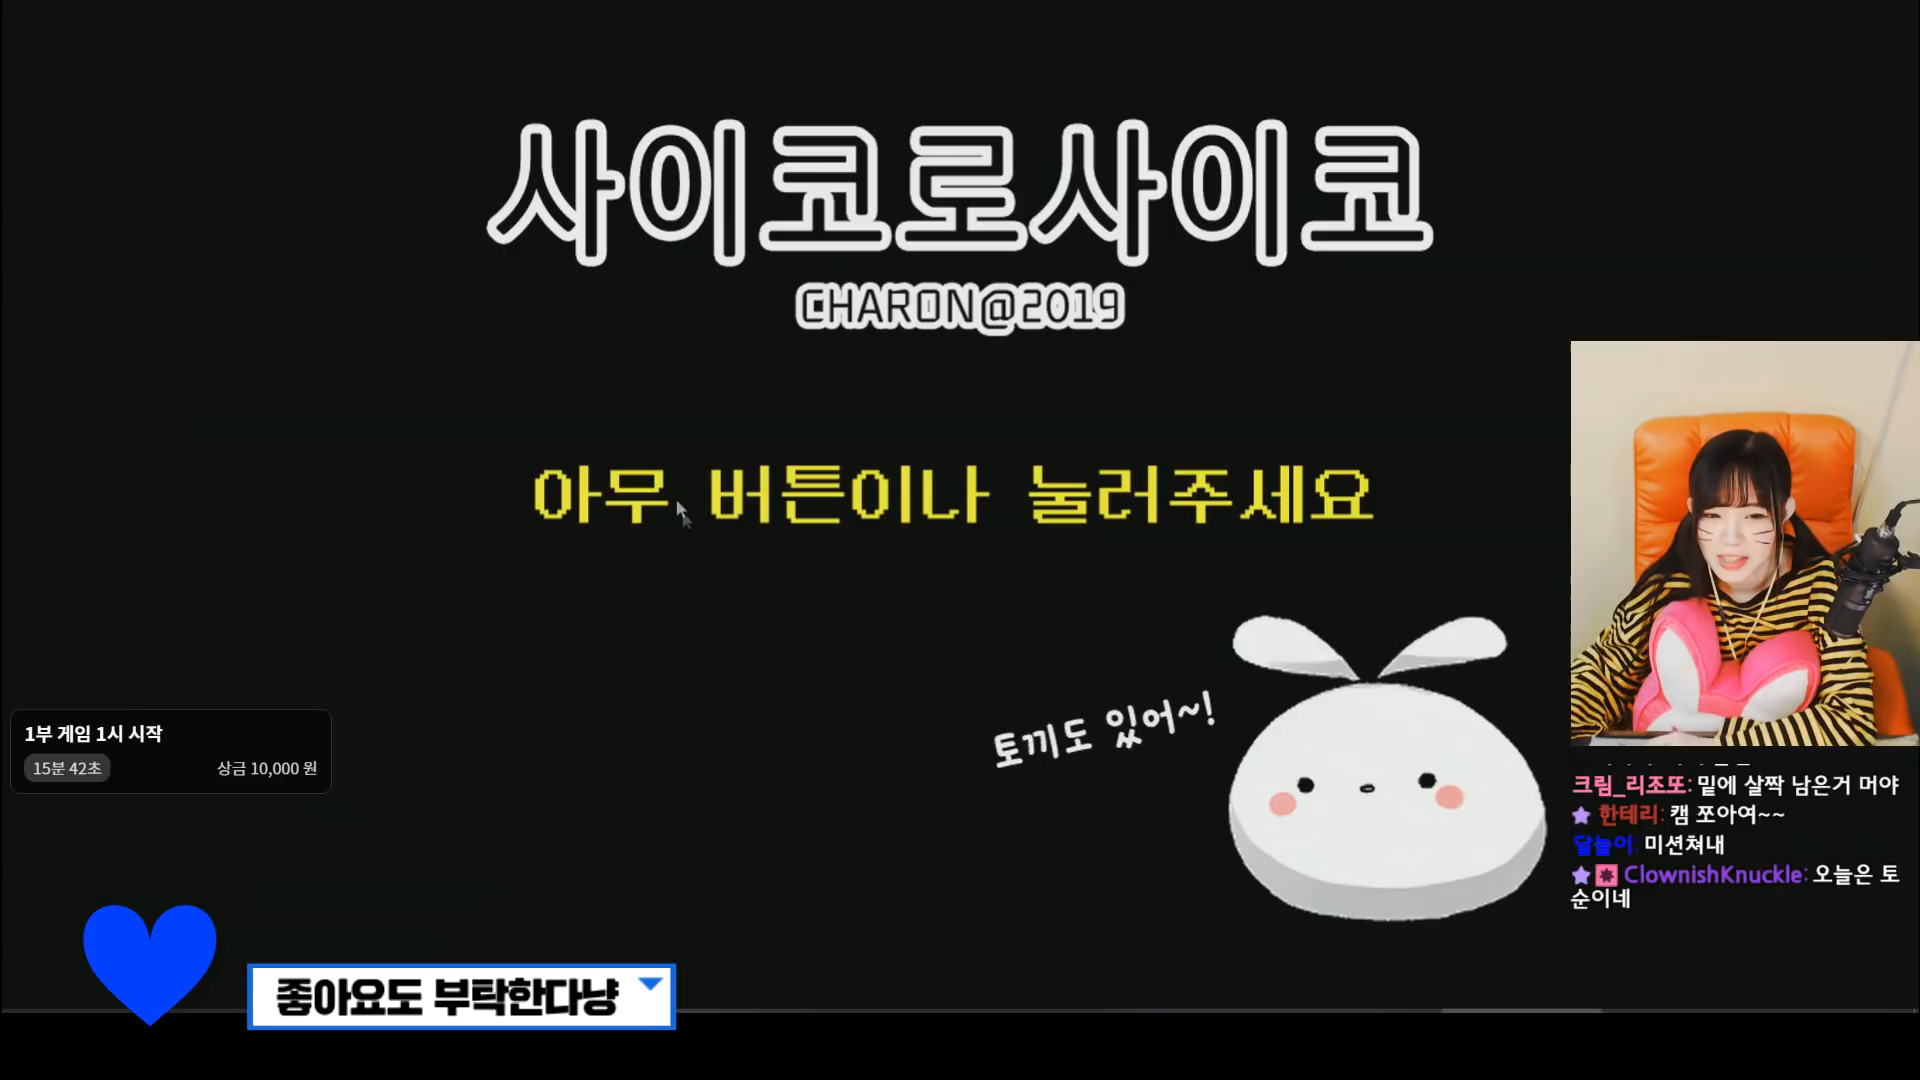 사이코로사이코
CHARON@2019
아무 버튼이나 눌러주세요
토끼도 있어~!
1부 게임 1시 시작
15분 42초
상금 10,000 원
크림_리조또: 밑에 살짝 남은거 머야
한테리: 캠 쪼아여~~
달늘이: 미션쳐내
ClownishKnuckle: 오늘은 토
순이네
좋아요도 부탁한다냥